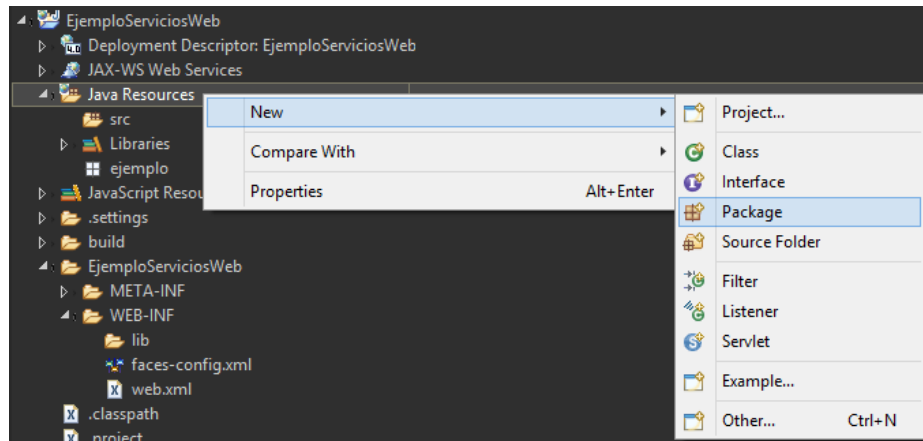 EjemploServiciosWeb
Deployment Descriptor: EjemploServiciosWeb
JAX-WS Web Services
Java Resources
src
Libraries
ejemplo
JavaScript Resou
.settings
build
EjemploServiciosWeb
META-INF
WEB-INF
lib
faces-config.xml
web.xml
.classpath
.project
New
Compare With
Properties Alt+Enter
Project...
Class
Interface
Package
Source Folder
Filter
Listener
Servlet
Example...
Other... Ctrl+N